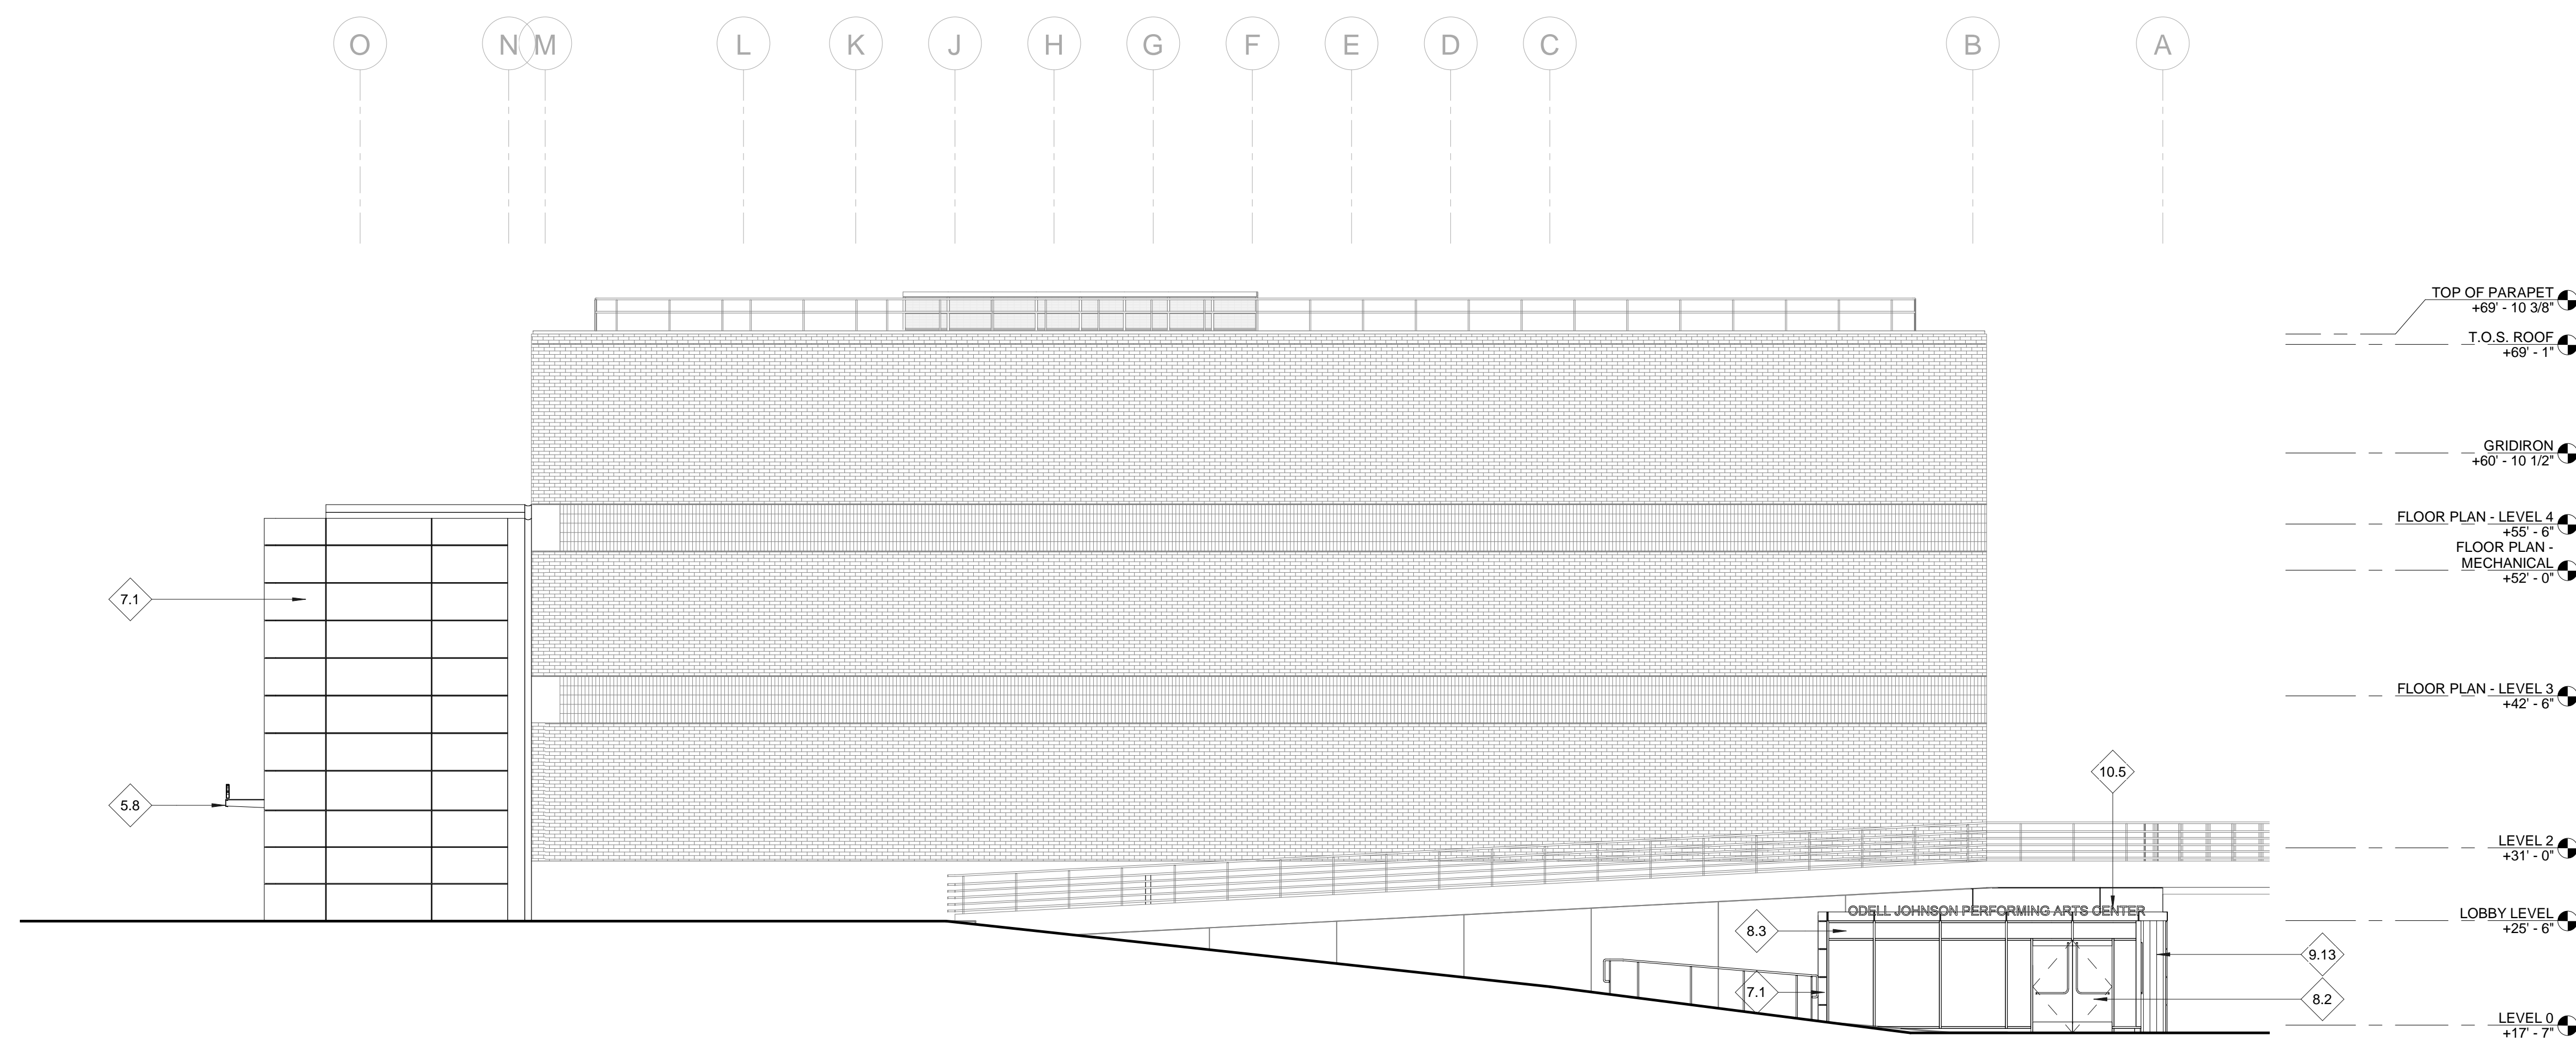 O N M L K J H G F E D C B A
TOP OF PARAPET
+69' - 10 3/8"
T.O.S. ROOF
+69' - 1"
GRIDIRON
+60' - 10 1/2"
FLOOR PLAN - LEVEL 4
+55' - 6"
FLOOR PLAN -
MECHANICAL
+52' - 0"
7.1
FLOOR PLAN - LEVEL 3
+42' - 6"
10.5
5.8
LEVEL 2
+31' - 0"
ODELL JOHNSON PERFORMING ARTS CENTER
LOBBY LEVEL
+25' - 6"
8.3
9.13
7.1
8.2
LEVEL 0
+17' - 7"